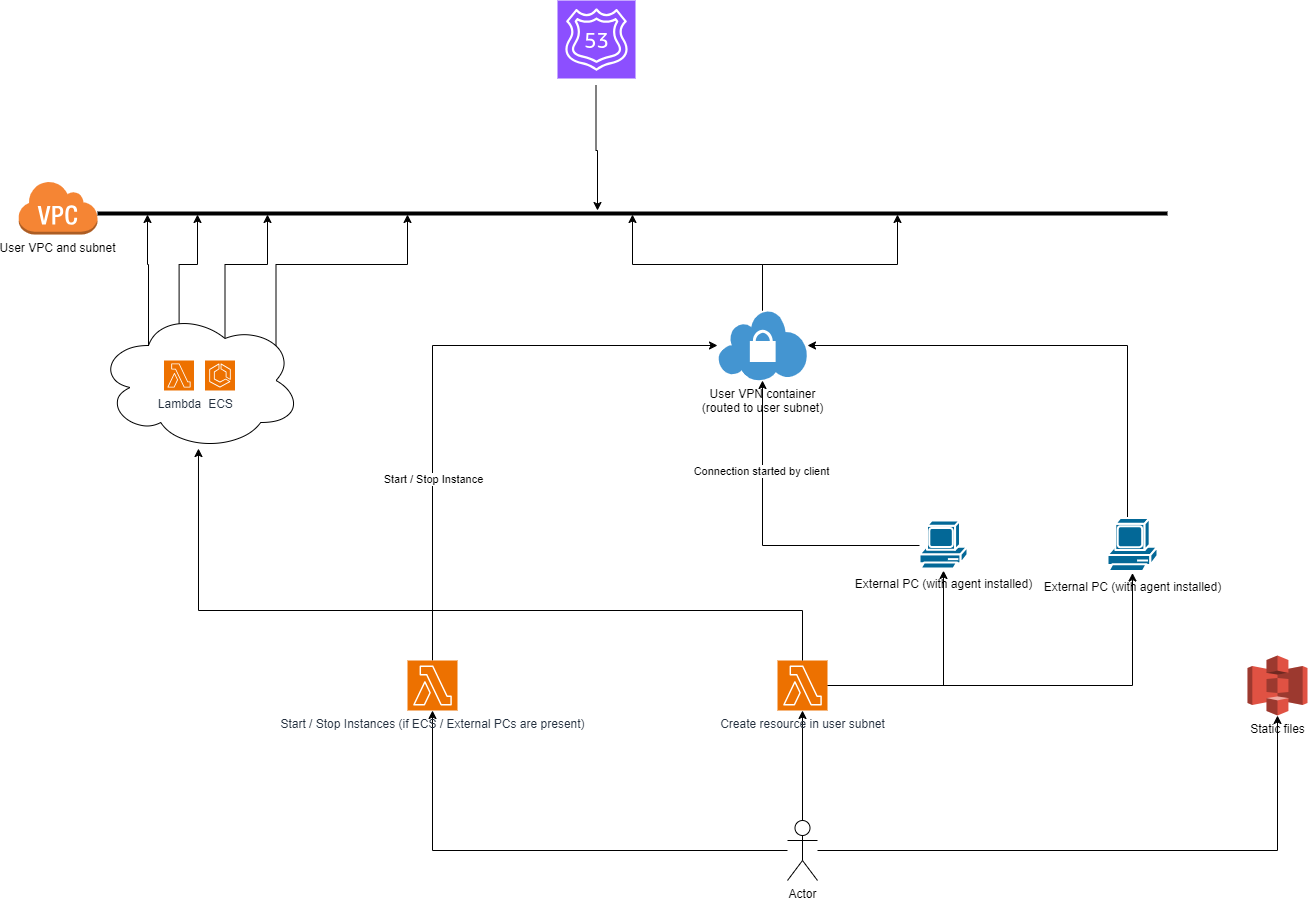 53
VPC
User VPC and subnet
Lambda
ECS
User VPN container
(routed to user subnet)
Start / Stop Instance
Connection started by client
External PC (with agent installed)
External PC (with agent installed)
Start / Stop Instances (if ECS / External PCs are present)
Create resource in user subnet
Static files
Actor